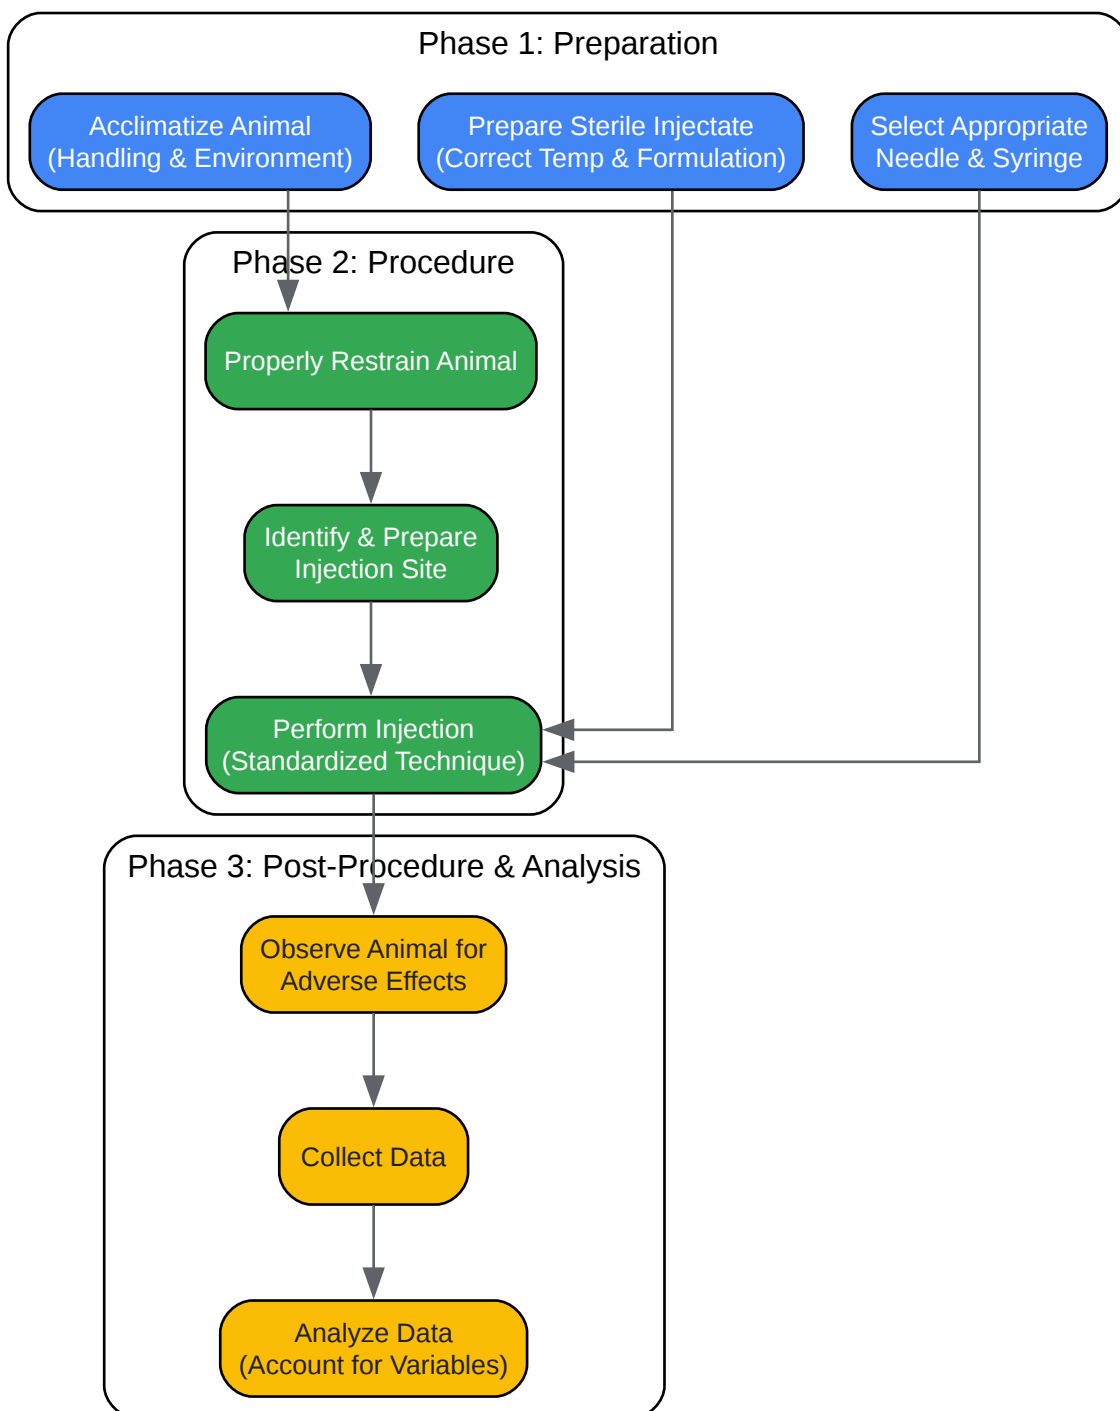 Phase 1: Preparation
Acclimatize Animal
(Handling & Environment)
Prepare Sterile Injectate
(Correct Temp & Formulation)
Select Appropriate
Needle & Syringe
Phase 2: Procedure
Properly Restrain Animal
Identify & Prepare
Injection Site
Perform Injection
(Standardized Technique)
Phase 3: Post-Procedure & Analysis
Observe Animal for
Adverse Effects
Collect Data
Analyze Data
(Account for Variables)